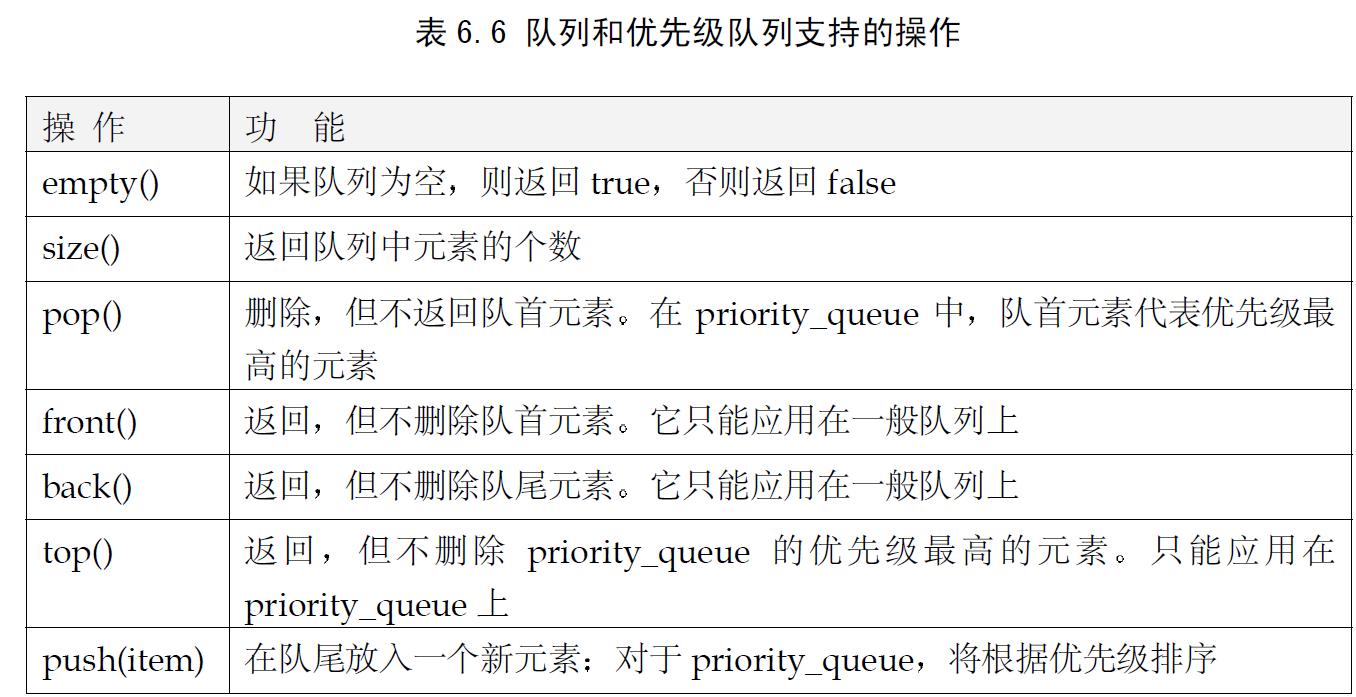 表 6.6 队列和优先级队列支持的操作
操 作 功 能
empty() 如果队列为空，则返回 true，否则返回 false
size() 返回队列中元素的个数
pop() 删除，但不返回队首元素。在 priority_queue 中，队首元素代表优先级最
高的元素
front() 返回，但不删除队首元素。它只能应用在一般队列上
back() 返回，但不删除队尾元素。它只能应用在一般队列上
top() 返回，但不删除 priority_queue 的优先级最高的元素。只能应用在
priority_queue 上
push(item) 在队尾放入一个新元素；对于 priority_queue，将根据优先级排序